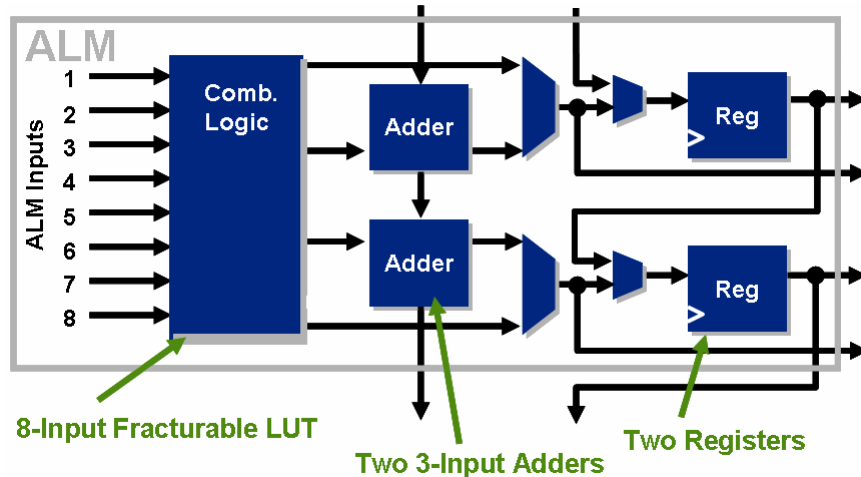 ALM
ALM Inputs
1
2
3
4
5
6
7
8
Comb.
Logic
Adder
Adder
Reg
Reg
8-Input Fracturable LUT
Two 3-Input Adders
Two Registers